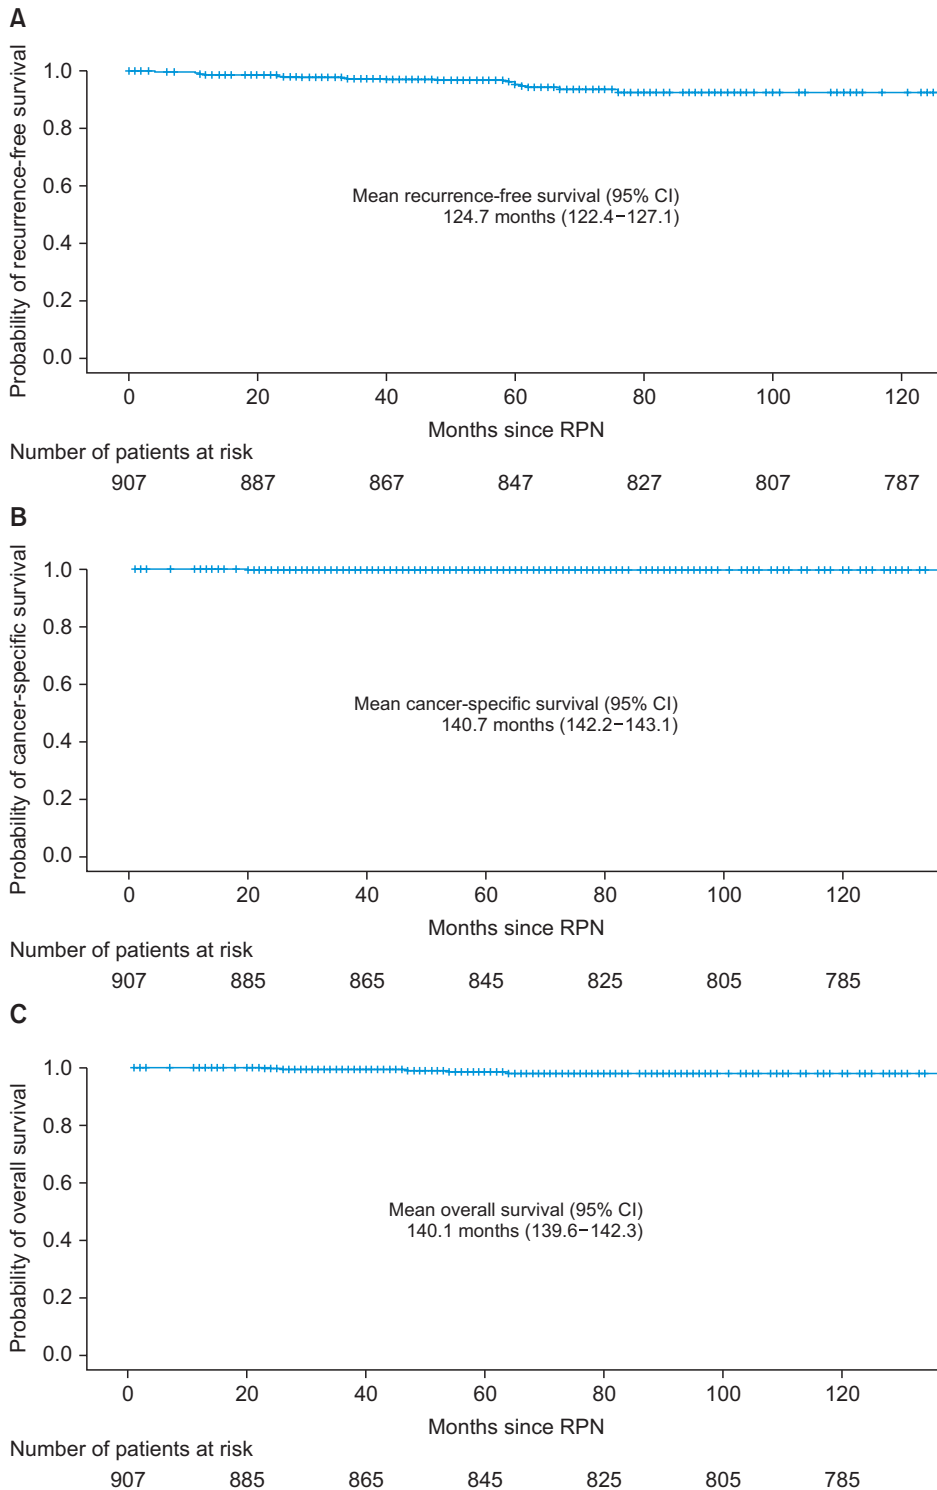 A
Probability of recurrence-free survival
1.0
0.8
0.6
0.4
0.2
0.0
Mean recurrence-free survival (95% CI)
124.7 months (122.4–127.1)
0 20 40 60 80 100 120
Months since RPN
Number of patients at risk
907 887 867 847 827 807 787
B
Probability of cancer-specific survival
1.0
0.8
0.6
0.4
0.2
0.0
Mean cancer-specific survival (95% CI)
140.7 months (142.2–143.1)
0 20 40 60 80 100 120
Months since RPN
Number of patients at risk
907 885 865 845 825 805 785
C
Probability of overall survival
1.0
0.8
0.6
0.4
0.2
0.0
Mean overall survival (95% CI)
140.1 months (139.6–142.3)
0 20 40 60 80 100 120
Months since RPN
Number of patients at risk
907 885 865 845 825 805 785